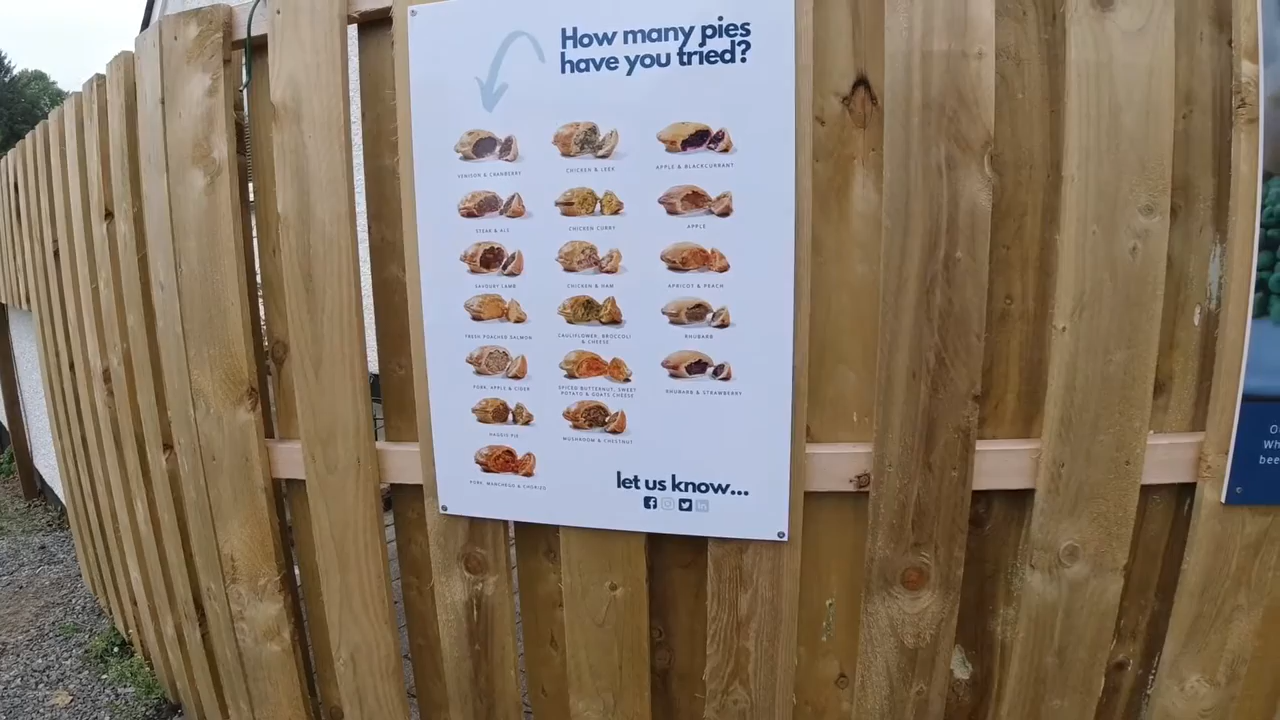 How many pies
have you tried?
VENISON & CRANBERRY
CHICKEN & LEEK
APPLE & BLACKCURRANT
STEAK & ALE
CHICKEN CURRY
APPLE
SAVOURY LAMB
CHICKEN & HAM
APRICOT & PEACH
FRESH POACHED SALMON
CAULIFLOWER, BROCCOLI
& CHEESE
RHUBARB
PORK, APPLE & CIDER
SPICED BUTTERNUT, SWEET
POTATO & GOATS CHEESE
RHUBARB & STRAWBERRY
HAGGIS PIE
MUSHROOM & CHESTNUT
PORK, MANCHEGO & CHORIZO
let us know...
O
Wh
bee